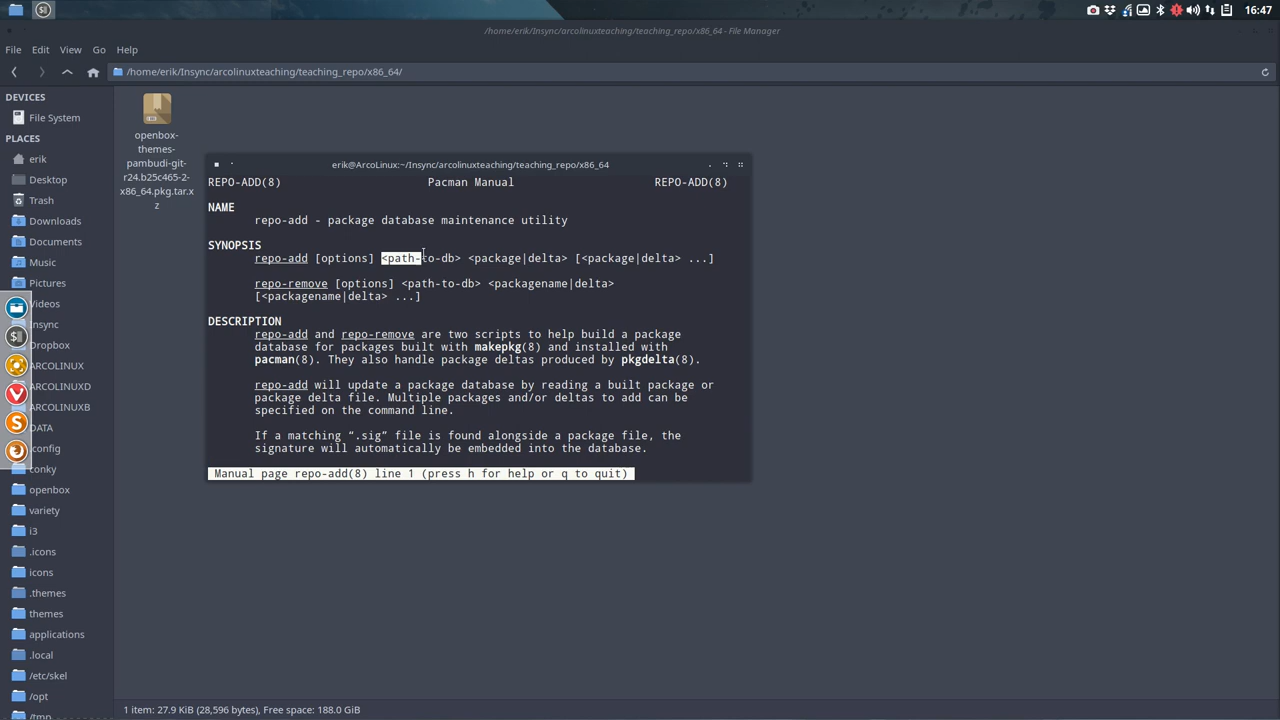 16:47
/home/erik/Insync/arcolinuxteaching/teaching_repo/x86_64 - File Manager
File Edit View Go Help
/home/erik/Insync/arcolinuxteaching/teaching_repo/x86_64/
DEVICES
File System
PLACES
erik
Desktop
Trash
Downloads
Documents
Music
Pictures
Videos
Insync
Dropbox
ARCOLINUX
ARCOLINUXD
ARCOLINUXB
DATA
.config
conky
openbox
variety
i3
.icons
icons
.themes
themes
applications
.local
/etc/skel
/opt
/tmp
openbox-
themes-
pambudi-git-
r24.b25c465-2-
x86_64.pkg.tar.x
z
erik@ArcoLinux:~/Insync/arcolinuxteaching/teaching_repo/x86_64
REPO-ADD(8) Pacman Manual REPO-ADD(8)
NAME
repo-add - package database maintenance utility
SYNOPSIS
repo-add [options] <path-to-db> <package|delta> [<package|delta> ...]
repo-remove [options] <path-to-db> <packagename|delta>
[<packagename|delta> ...]
DESCRIPTION
repo-add and repo-remove are two scripts to help build a package
database for packages built with makepkg(8) and installed with
pacman(8). They also handle package deltas produced by pkgdelta(8).
repo-add will update a package database by reading a built package or
package delta file. Multiple packages and/or deltas to add can be
specified on the command line.
If a matching “.sig” file is found alongside a package file, the
signature will automatically be embedded into the database.
Manual page repo-add(8) line 1 (press h for help or q to quit)
1 item: 27.9 KiB (28,596 bytes), Free space: 188.0 GiB